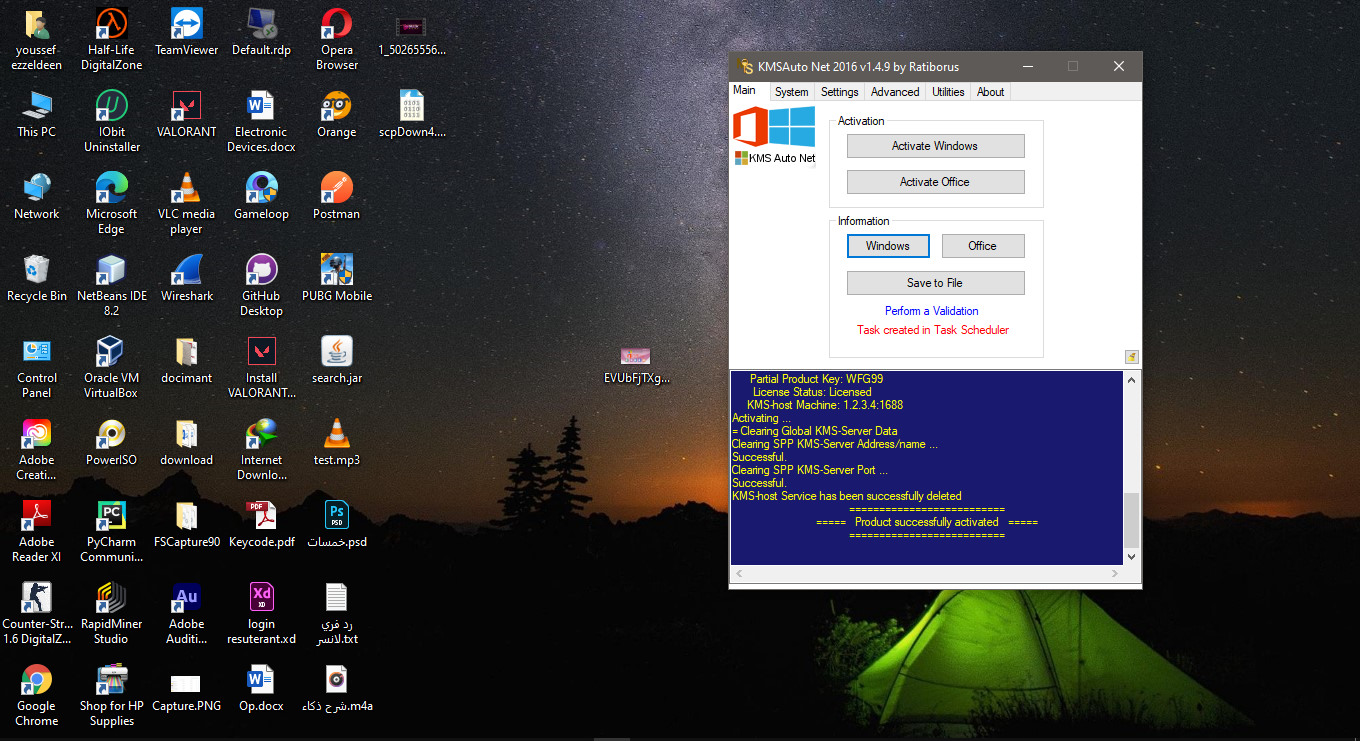 youssef
ezzeldeen
Half-Life
DigitalZone
TeamViewer
Default.rdp
Opera
Browser
1_50265556...
This PC
IObit
Uninstaller
VALORANT
Electronic
Devices.docx
Orange
scpDown4....
Network
Microsoft
Edge
VLC media
player
Gameloop
Postman
Recycle Bin
NetBeans IDE
8.2
Wireshark
GitHub
Desktop
PUBG Mobile
Control
Panel
Oracle VM
VirtualBox
docimant
Install
VALORANT...
search.jar
EVUbFjTXg...
Adobe
Creati...
PowerISO
download
Internet
Downlo...
test.mp3
Adobe
Reader XI
PyCharm
Communi...
FSCapture90
Keycode.pdf
خمسات.psd
Counter-Str...
1.6 DigitalZ...
RapidMiner
Studio
Adobe
Auditi...
login
resuterant.xd
رد فري
لانسر.txt
Google
Chrome
Shop for HP
Supplies
Capture.PNG
Op.docx
شرح ذكاء.m4a
KMSAuto Net 2016 v1.4.9 by Ratiborus
Main System Settings Advanced Utilities About
KMS Auto Net
Activation
Activate Windows
Activate Office
Information
Windows Office
Save to File
Perform a Validation
Task created in Task Scheduler
Partial Product Key: WFG99
License Status: Licensed
KMS-host Machine: 1.2.3.4:1688
Activating ...
= Clearing Global KMS-Server Data
Clearing SPP KMS-Server Address/name ...
Successful.
Clearing SPP KMS-Server Port ...
Successful.
KMS-host Service has been successfully deleted
==========================
===== Product successfully activated =====
==========================